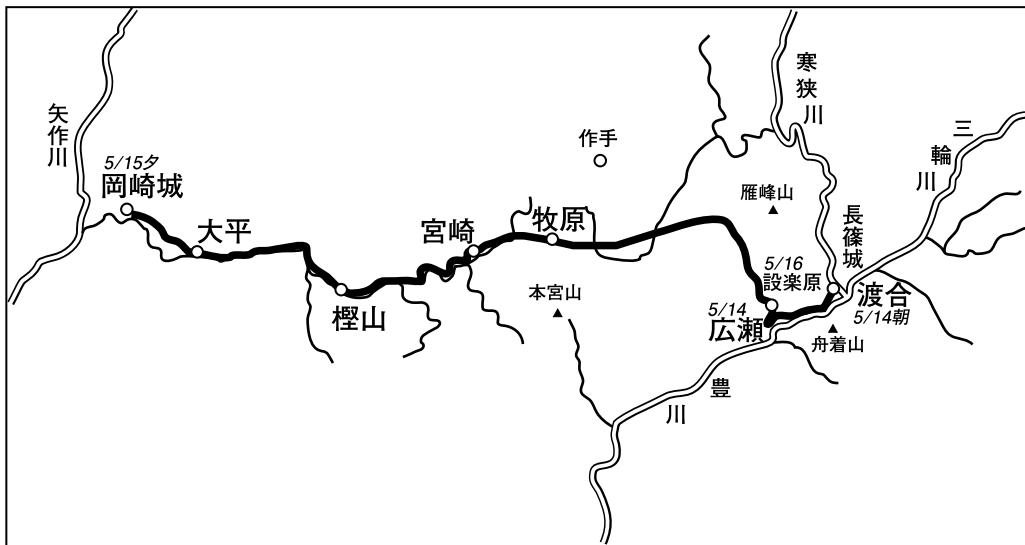 矢作川
5/15夕
岡崎城
大平
樫山
宮崎
牧原
作手
本宮山
寒狭川
三輪川
雁峰山
長篠城
5/16
設楽原
5/14
広瀬
渡合
5/14朝
舟着山
豊川